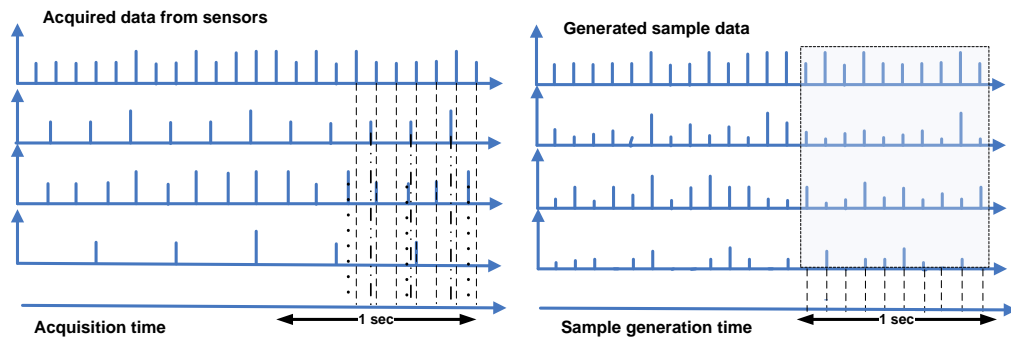 Acquired data from sensors
Generated sample data
Acquisition time
1 sec
Sample generation time
1 sec